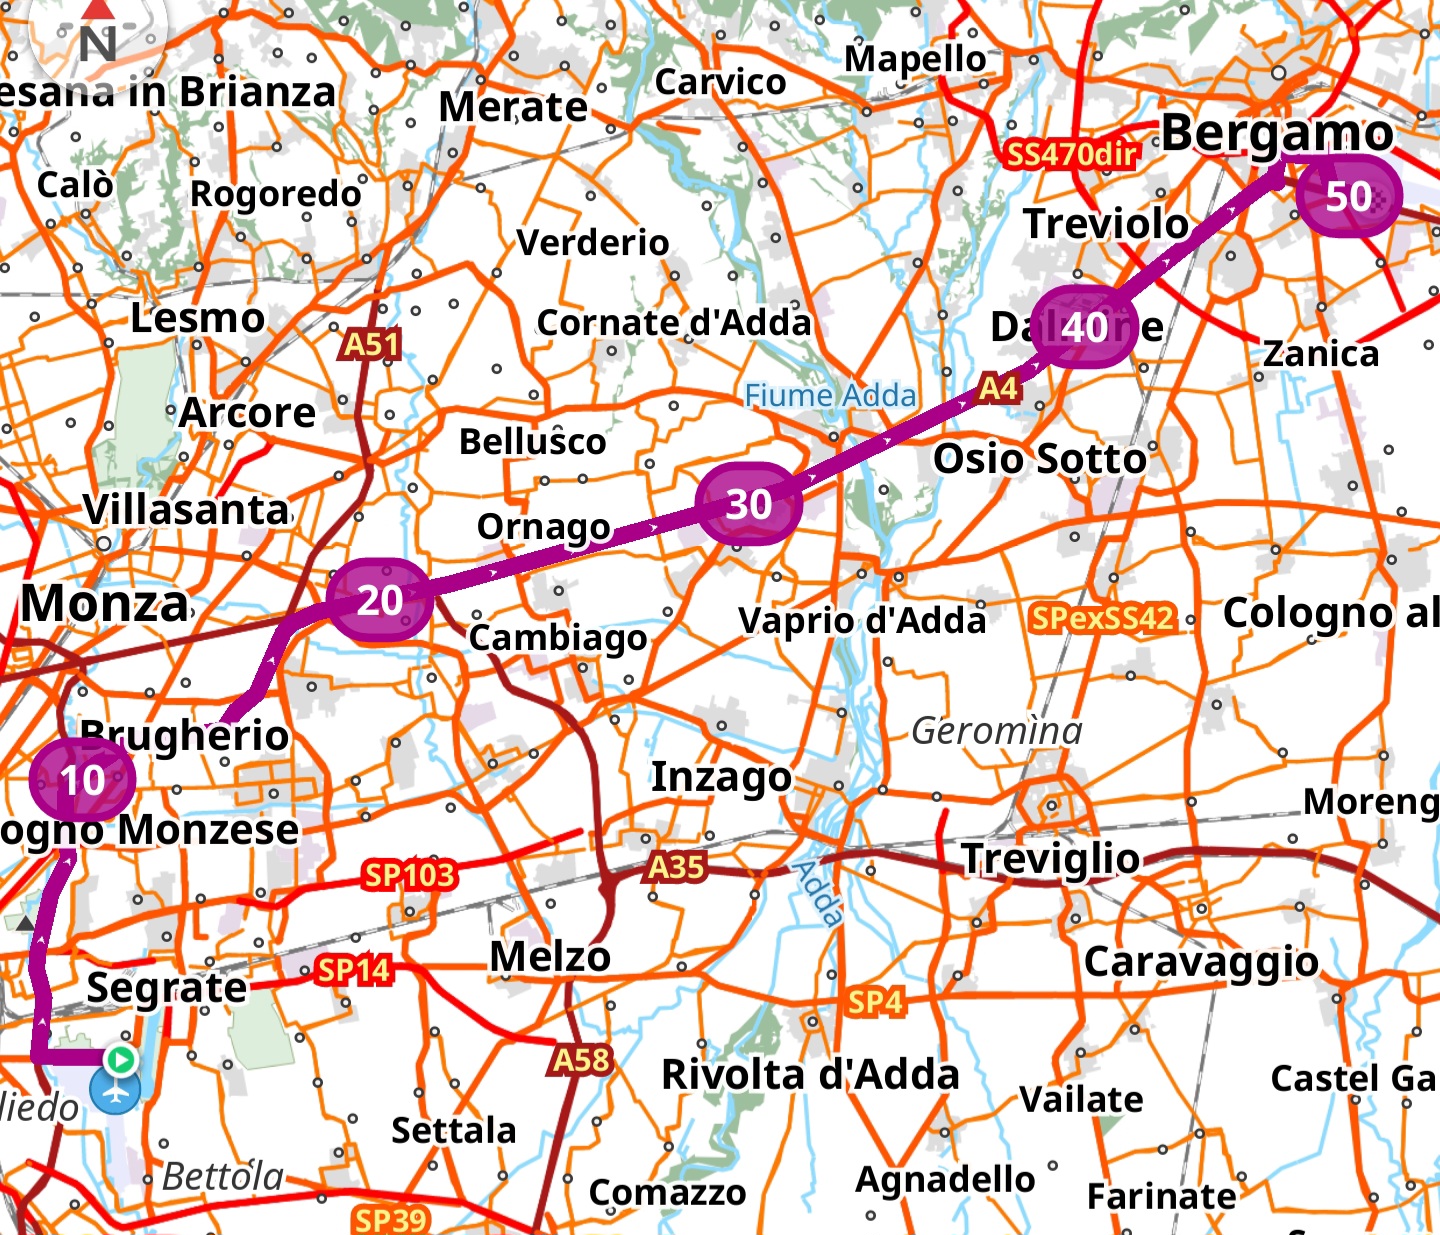 N
esana in Brianza
Merate
Carvico
Mapello
Bergamo
SS470dir
Calò
Rogoredo
50
Treviolo
Verderio
Lesmo
A51
Cornate d'Adda
40
Zanica
Fiume Adda
A4
Arcore
Bellusco
Osio Sotto
Villasanta
30
Ornago
Monza
20
Cambiago
Vaprio d'Adda
SPexSS42
Cologno al
Brugherio
Geromìna
10
Inzago
ogno Monzese
Moreng
SP103
A35
Treviglio
Adda
Segrate
SP14
Melzo
Caravaggio
SP4
A58
Rivolta d'Adda
Vailate
Castel Ga
liedo
Settala
Bettola
Comazzo
Agnadello
Farinate
SP39